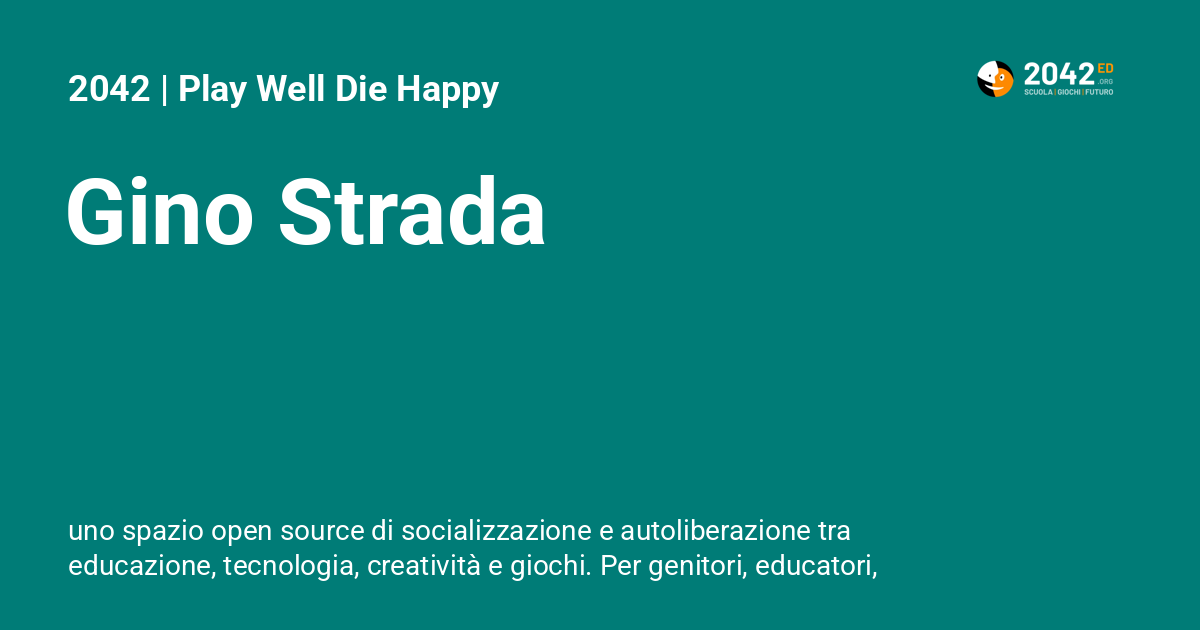 2042 | Play Well Die Happy
2042 ED
.ORG
SCUOLA | GIOCHI | FUTURO
Gino Strada
uno spazio open source di socializzazione e autoliberazione tra
educazione, tecnologia, creatività e giochi. Per genitori, educatori,